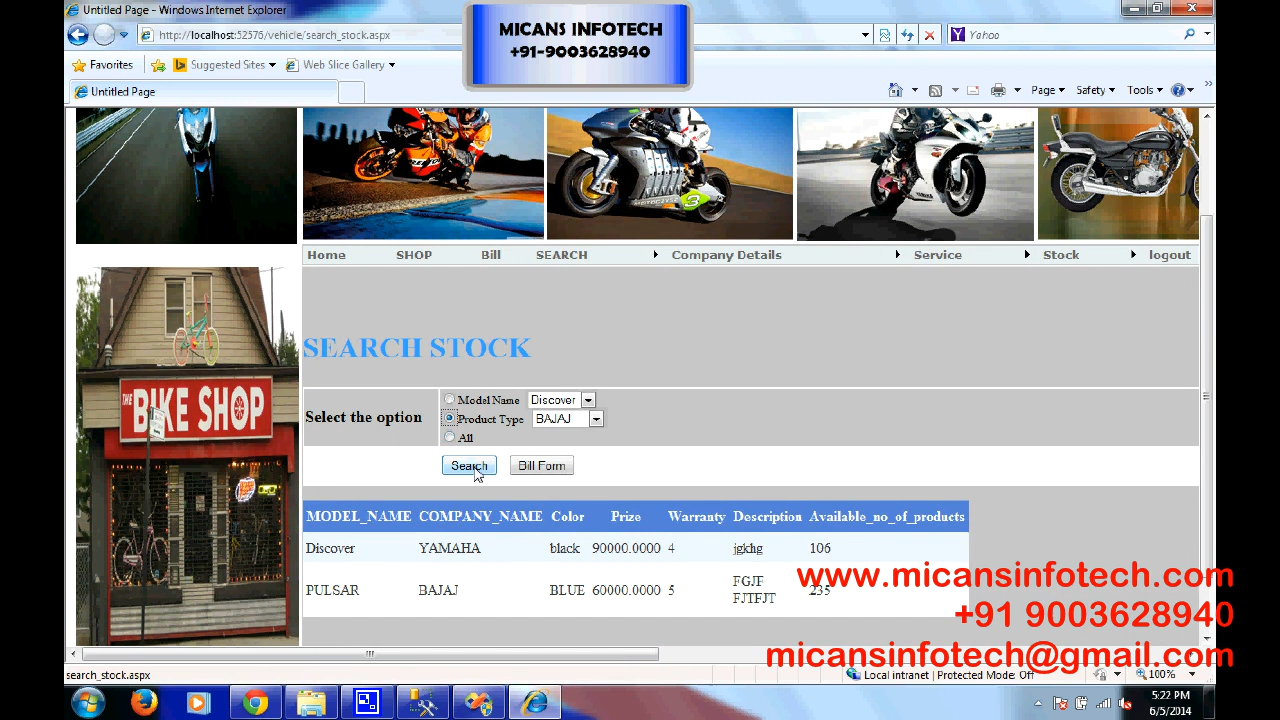 Untitled Page - Windows Internet Explorer
MICANS INFOTECH
+91-9003628940
http://localhost:52576/vehicle/search_stock.aspx
Yahoo
Favorites
Suggested Sites
Web Slice Gallery
Untitled Page
Page
Safety
Tools
3
Home SHOP Bill SEARCH Company Details Service Stock logout
SEARCH STOCK
THE BIKE SHOP
Select the option
Model Name Discover
Product Type BAJAJ
All
Search Bill Form
MODEL_NAME COMPANY_NAME Color Prize Warranty Description Available_no_of_products
Discover YAMAHA black 90000.0000 4 jgkhg 106
PULSAR BAJAJ BLUE 60000.0000 5 FGJF FJTFJT 235
www.micansinfotech.com
+91 9003628940
micansinfotech@gmail.com
search_stock.aspx
Local intranet | Protected Mode: Off
100%
5:22 PM
6/5/2014